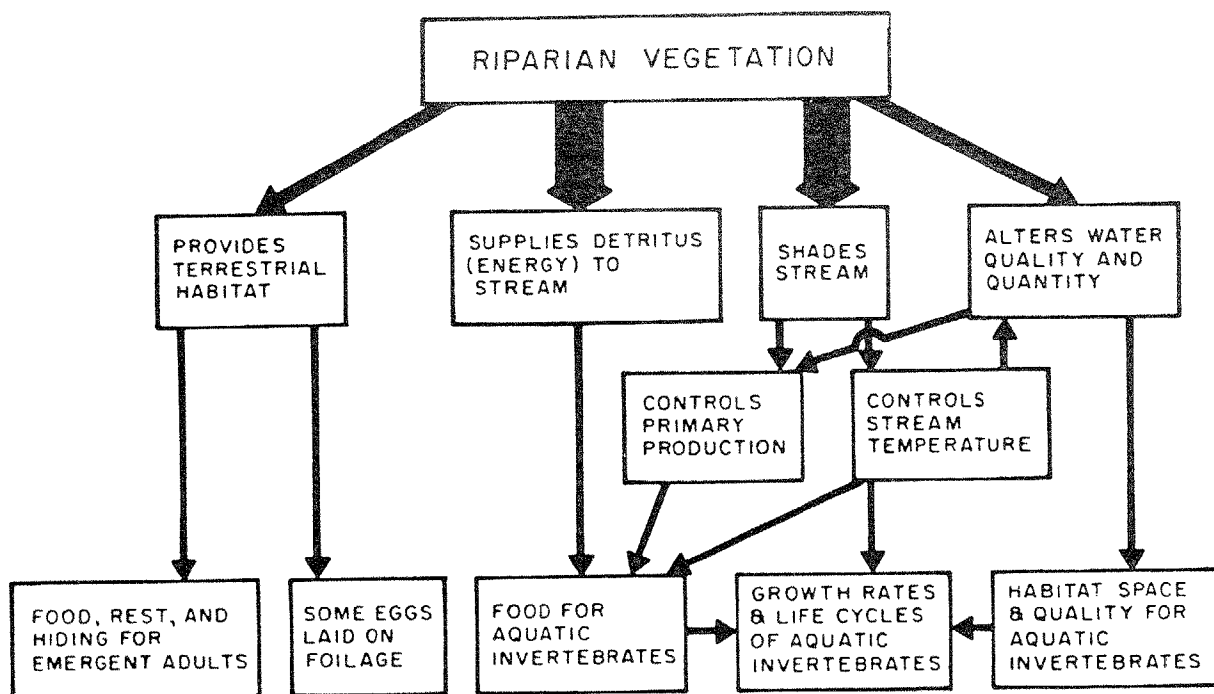 RIPARIAN VEGETATION
PROVIDES
TERRESTRIAL
HABITAT
SUPPLIES DETRITUS
(ENERGY) TO
STREAM
SHADES
STREAM
ALTERS WATER
QUALITY AND
QUANTITY
CONTROLS
PRIMARY
PRODUCTION
CONTROLS
STREAM
TEMPERATURE
FOOD, REST, AND
HIDING FOR
EMERGENT ADULTS
SOME EGGS
LAID ON
FOILAGE
FOOD FOR
AQUATIC
INVERTEBRATES
GROWTH RATES
& LIFE CYCLES
OF AQUATIC
INVERTEBRATES
HABITAT SPACE
& QUALITY FOR
AQUATIC
INVERTEBRATES